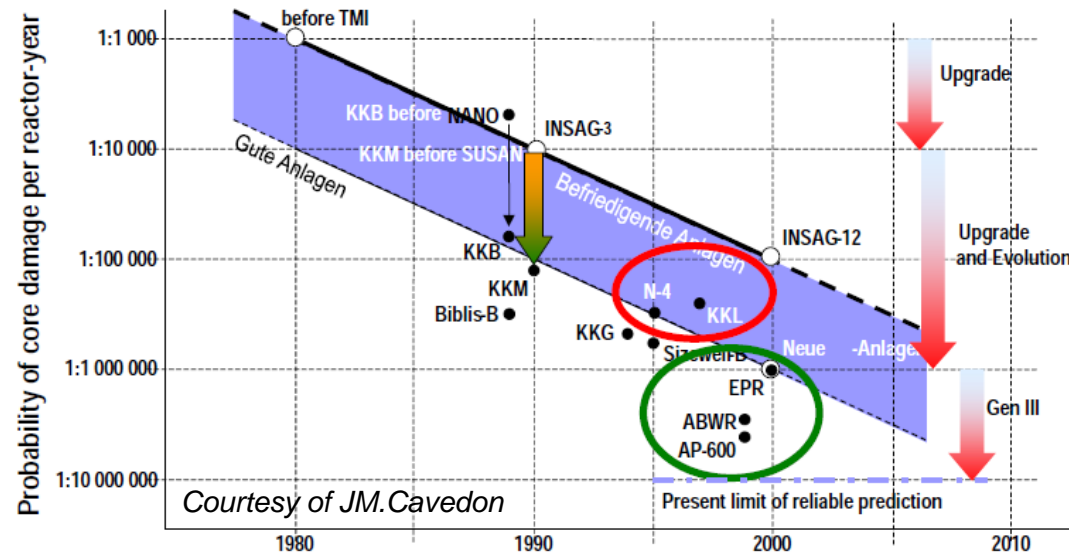 Probability of core damage per reactor-year
before TMI
1:1 000
Upgrade
KKB before NANO
INSAG-3
1:10 000
KKM before SUSAN
Gute Anlagen
Befriedigende Anlagen
INSAG-12
Upgrade
and Evolution
1:100 000
KKB
KKM
N-4
KKL
Biblis-B
KKG
Sizewell-B
Neue -Anlagen
1:1 000 000
EPR
Gen III
ABWR
AP-600
1:10 000 000
Courtesy of JM.Cavedon
Present limit of reliable prediction
1980
1990
2000
2010